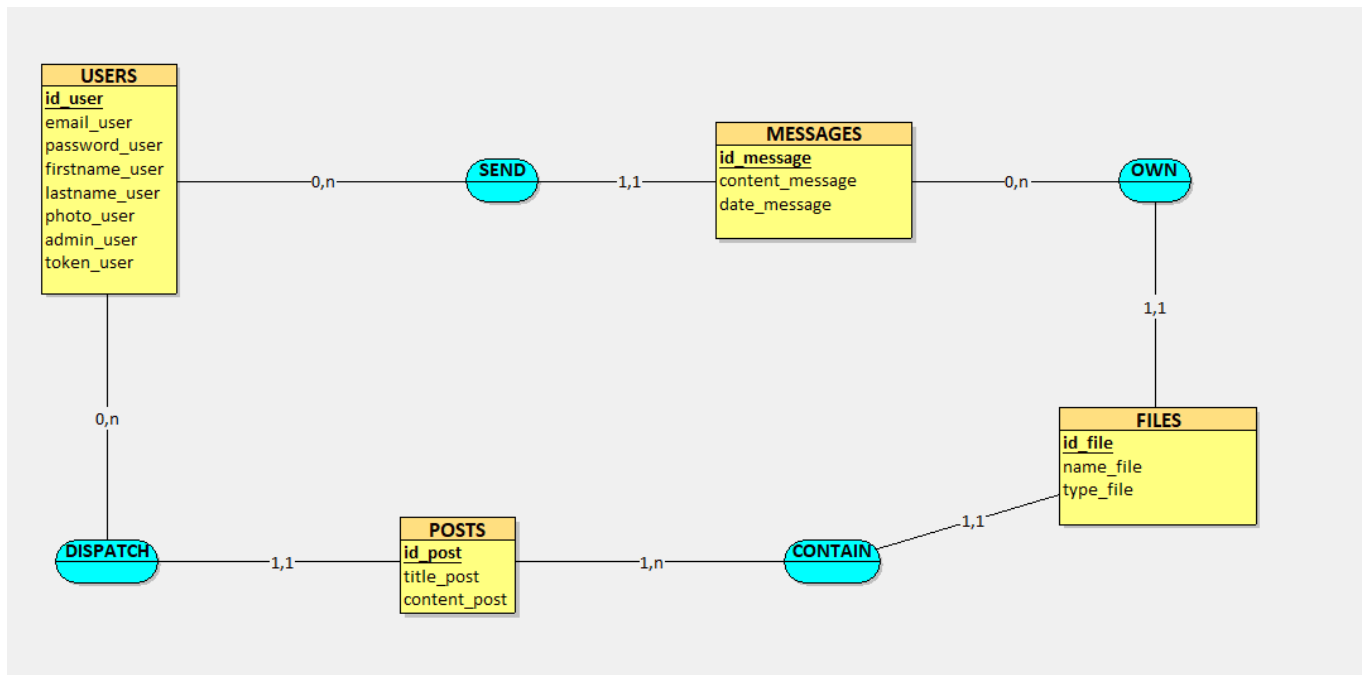 USERS
id_user
email_user
password_user
firstname_user
lastname_user
photo_user
admin_user
token_user
0,n
SEND
1,1
MESSAGES
id_message
content_message
date_message
0,n
OWN
1,1
0,n
FILES
id_file
name_file
type_file
DISPATCH
1,1
POSTS
id_post
title_post
content_post
1,n
CONTAIN
1,1